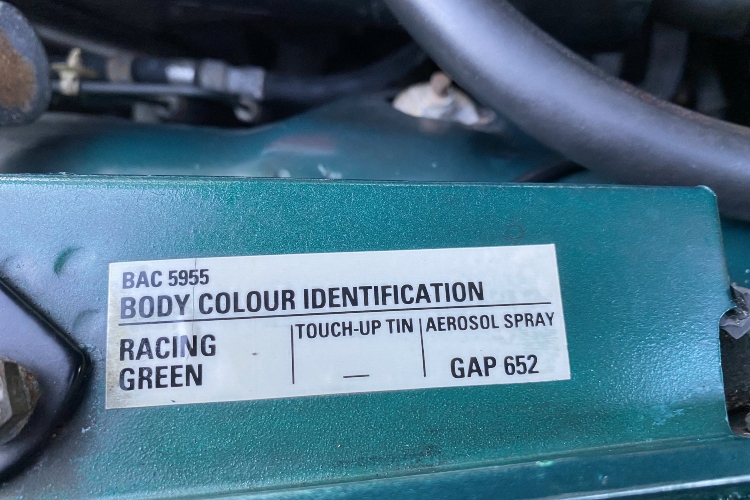 BAC 5955
BODY COLOUR IDENTIFICATION
RACING GREEN
TOUCH-UP TIN
—
AEROSOL SPRAY
GAP 652